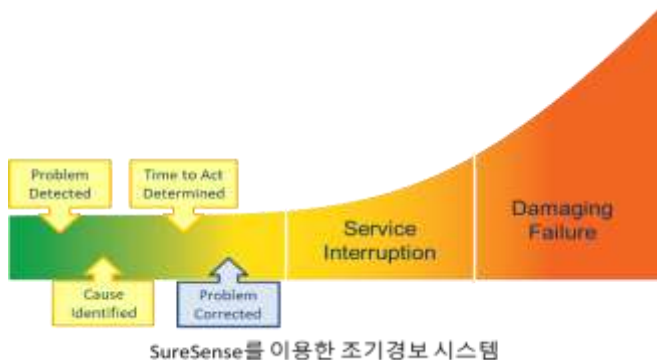 Problem
Detected
Time to Act
Determined
Service
Interruption
Damaging
Failure
Cause
Identified
Problem
Corrected
SureSense를 이용한 조기경보 시스템